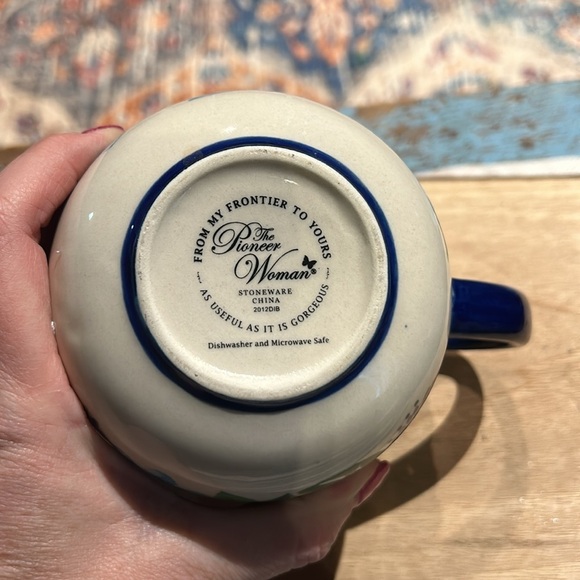 FROM MY FRONTIER TO YOURS
The
Pioneer
Woman®
STONEWARE
CHINA
2012DIB
AS USEFUL AS IT IS GORGEOUS
Dishwasher and Microwave Safe